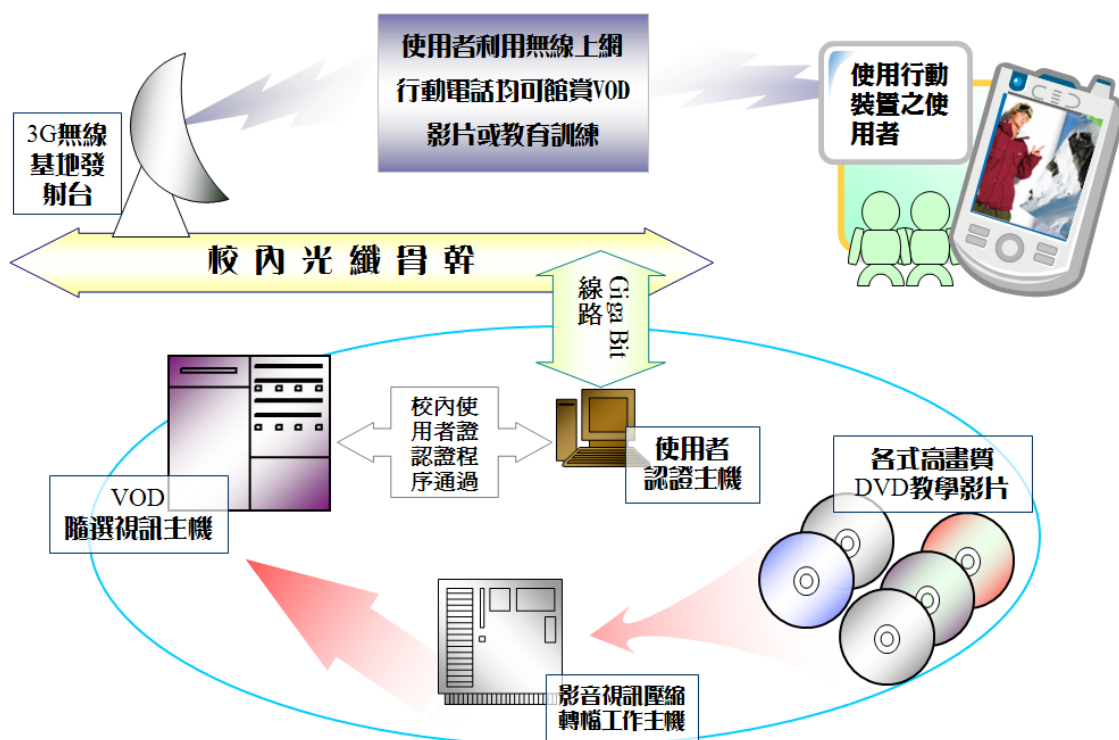 使用者利用無線上網
行動電話均可館賞VOD
影片或教育訓練
使用行動
裝置之使
用者
3G無線
基地發
射台
校內光纖骨幹
Giga Bit
線路
校內使
用者證
認證程
序通過
使用者
認證主機
各式高畫質
DVD教學影片
VOD
隨選視訊主機
影音視訊壓縮
轉檔工作主機